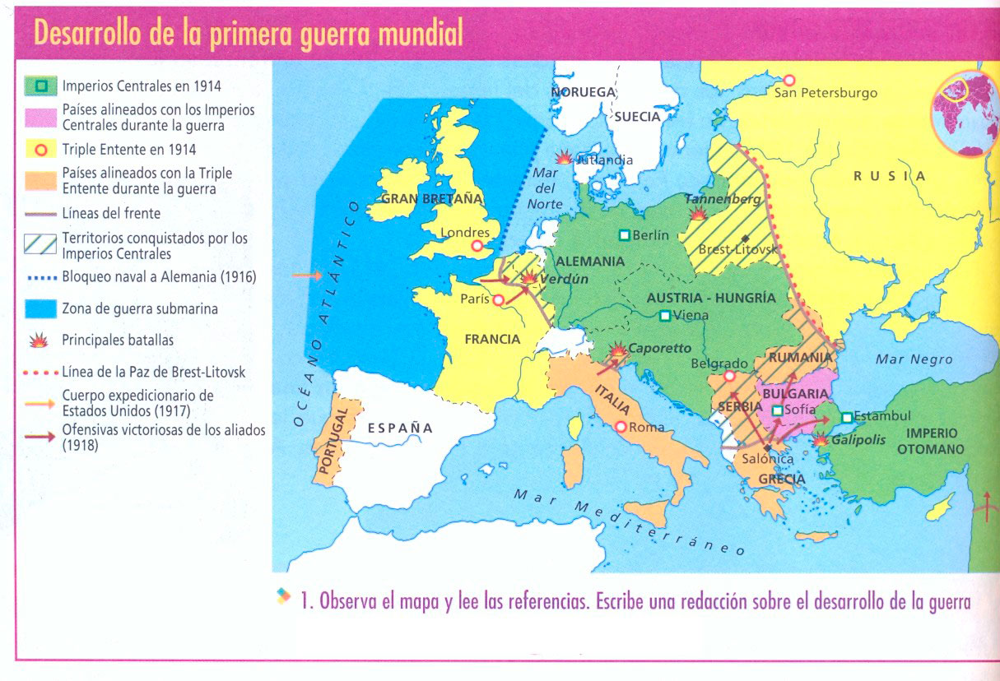 Desarrollo de la primera guerra mundial
Imperios Centrales en 1914
Países alineados con los Imperios
Centrales durante la guerra
Triple Entente en 1914
Países alineados con la Triple
Entente durante la guerra
Líneas del frente
Territorios conquistados por los
Imperios Centrales
Bloqueo naval a Alemania (1916)
Zona de guerra submarina
Principales batallas
Línea de la Paz de Brest-Litovsk
Cuerpo expedicionario de
Estados Unidos (1917)
Ofensivas victoriosas de los aliados
(1918)
NORUEGA
SUECIA
San Petersburgo
Jutlandia
Mar
del
Norte
RUSIA
GRAN BRETAÑA
Tannenberg
Londres
Berlín
Brest-Litovsk
OCÉANO ATLÁNTICO
ALEMANIA
Verdún
París
AUSTRIA - HUNGRÍA
Viena
FRANCIA
Caporetto
Belgrado
RUMANIA
Mar Negro
ITALIA
BULGARIA
SERBIA
Sofía
Estambul
PORTUGAL
ESPAÑA
Roma
Galipolis
IMPERIO
OTOMANO
Salónica
GRECIA
Mar Mediterráneo
1. Observa el mapa y lee las referencias. Escribe una redacción sobre el desarrollo de la guerra